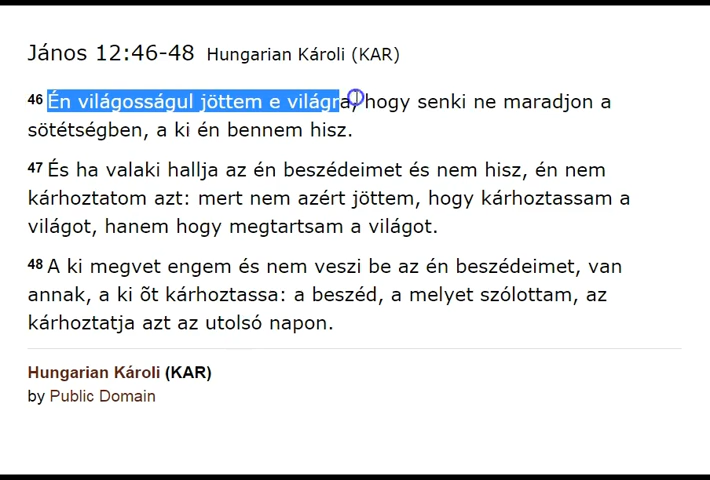 János 12:46-48 Hungarian Károli (KAR)
46 Én világosságul jöttem e világra, hogy senki ne maradjon a
sötétségben, a ki én bennem hisz.
47 És ha valaki hallja az én beszédeimet és nem hisz, én nem
kárhoztatom azt: mert nem azért jöttem, hogy kárhoztassam a
világot, hanem hogy megtartsam a világot.
48 A ki megvet engem és nem veszi be az én beszédeimet, van
annak, a ki õt kárhoztassa: a beszéd, a melyet szólottam, az
kárhoztatja azt az utolsó napon.
Hungarian Károli (KAR)
by Public Domain